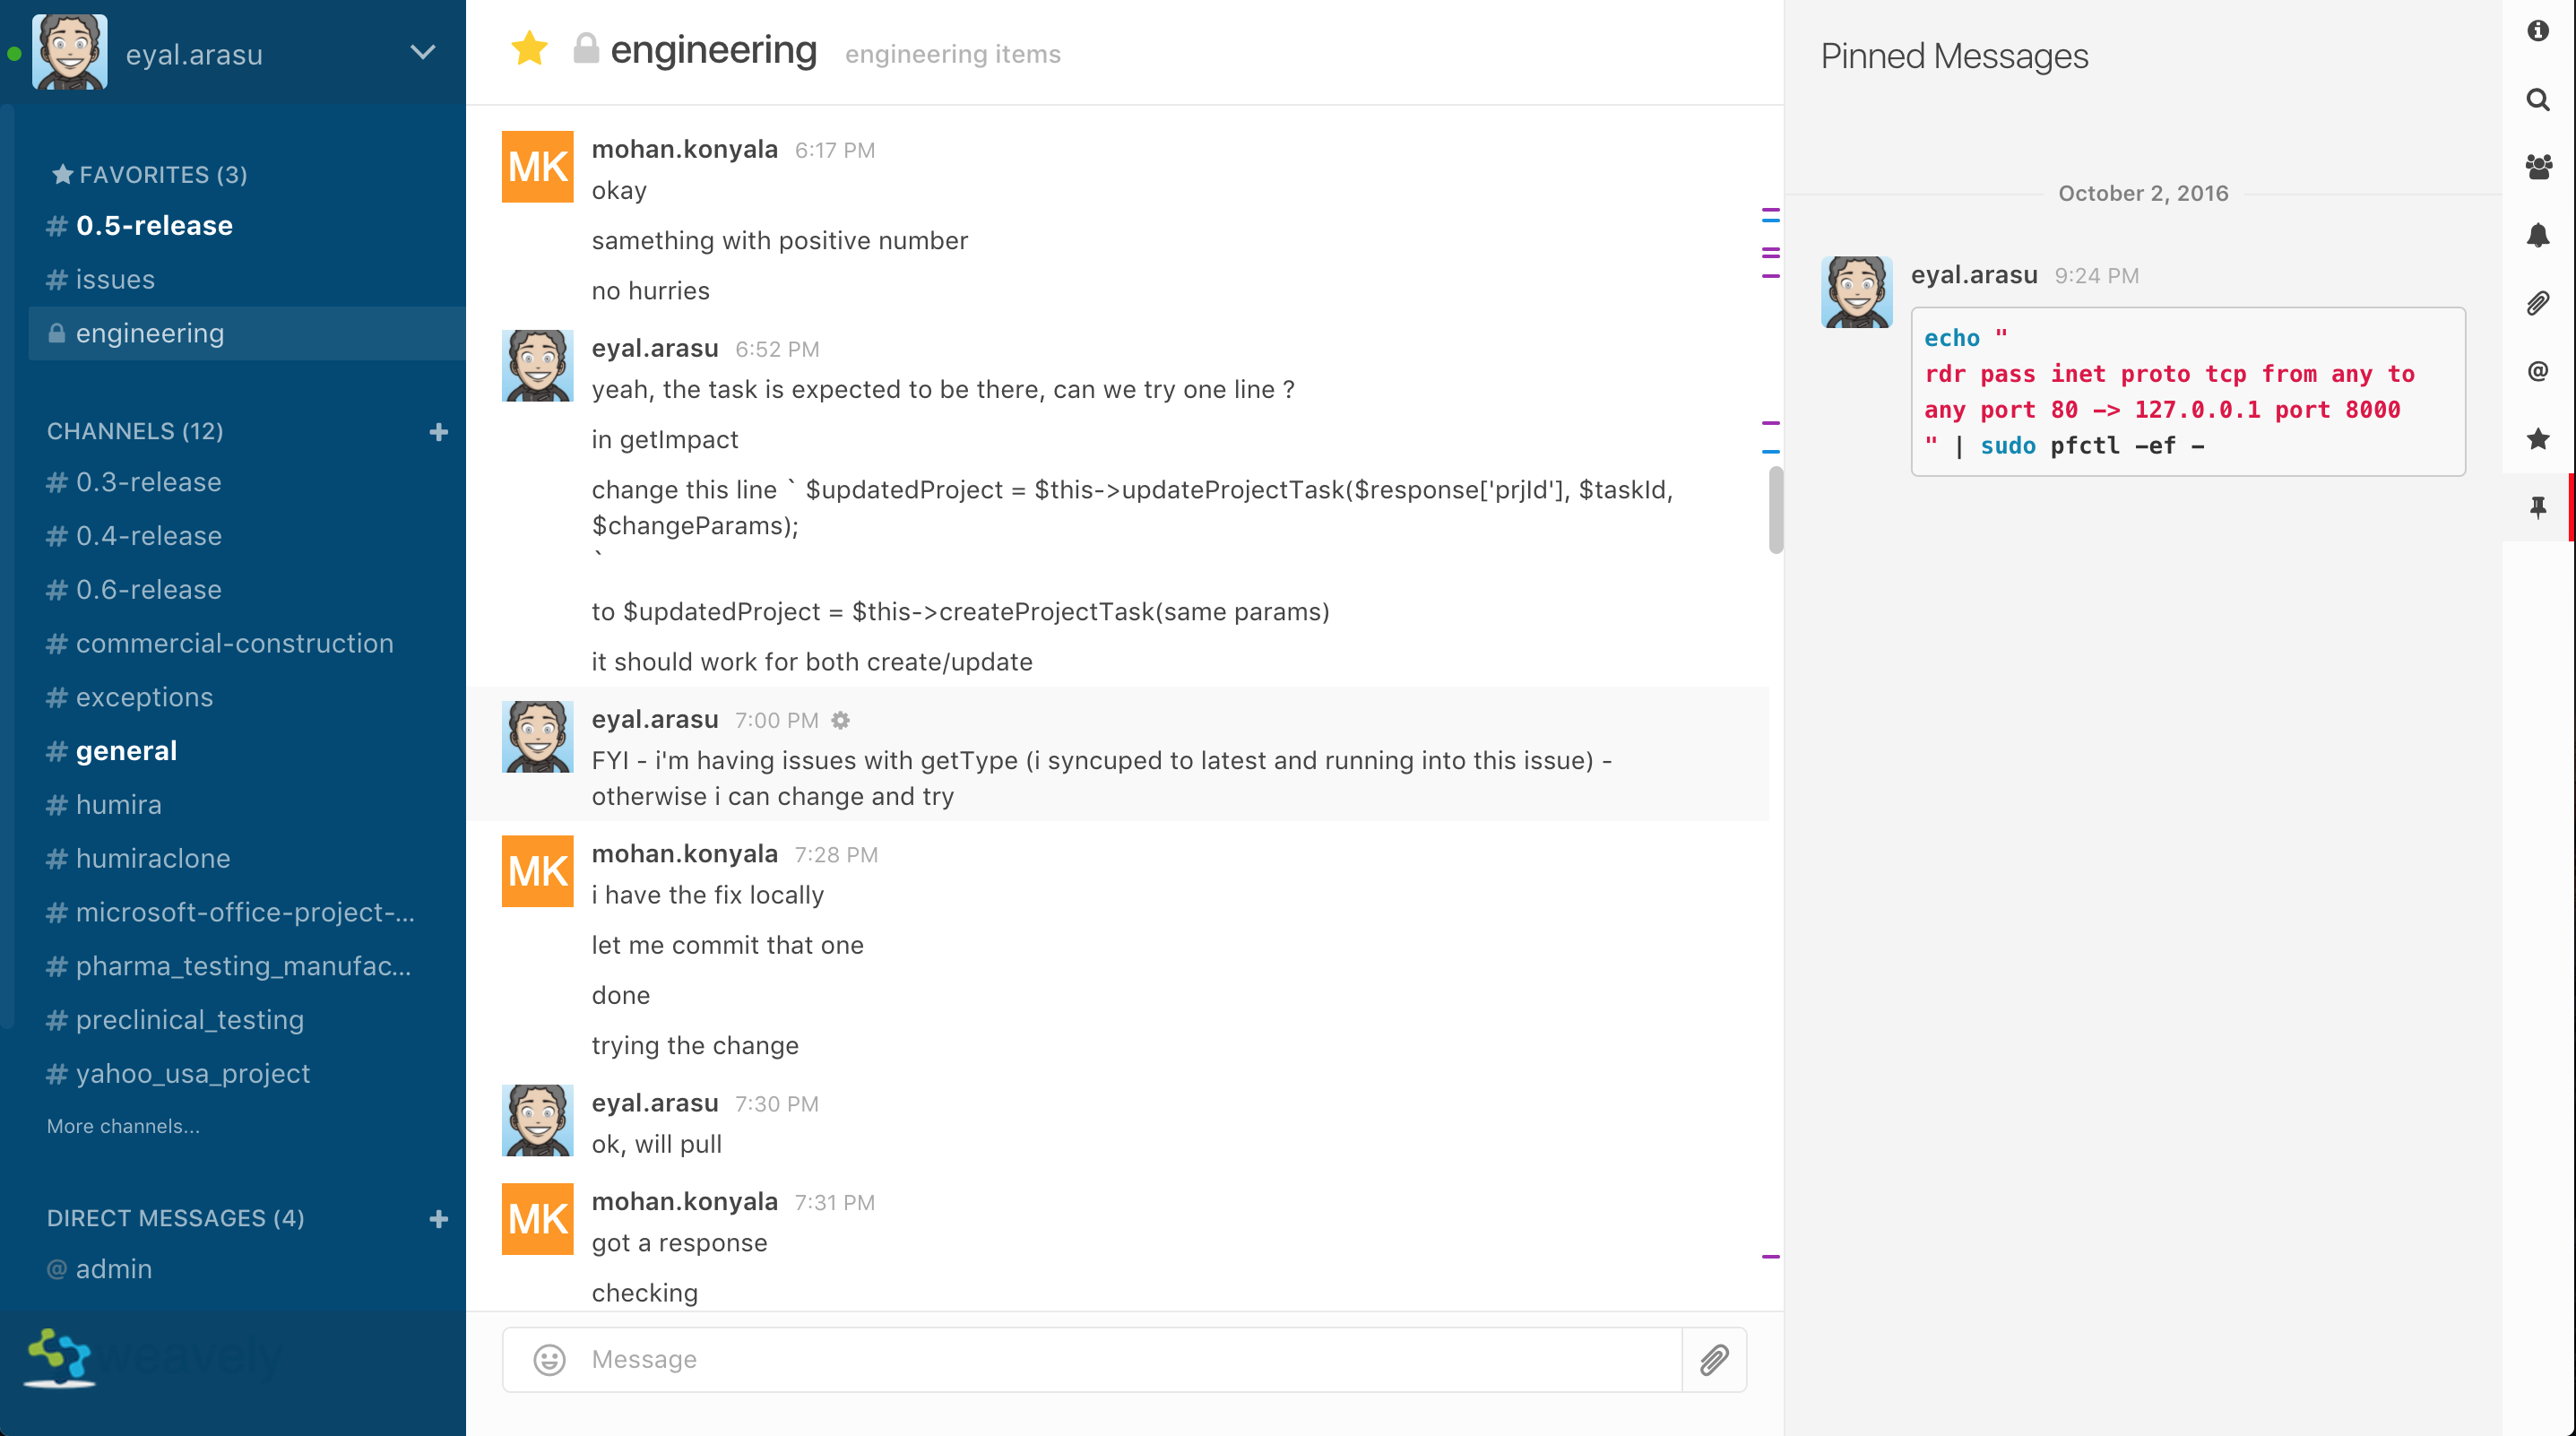 eyal.arasu
FAVORITES (3)
# 0.5-release
# issues
engineering
CHANNELS (12)
# 0.3-release
# 0.4-release
# 0.6-release
# commercial-construction
# exceptions
# general
# humira
# humiraclone
# microsoft-office-project-...
# pharma_testing_manufac...
# preclinical_testing
# yahoo_usa_project
More channels...
DIRECT MESSAGES (4)
@ admin
weavely
engineering engineering items
MK
mohan.konyala 6:17 PM
okay
samething with positive number
no hurries
eyal.arasu 6:52 PM
yeah, the task is expected to be there, can we try one line ?
in getImpact
change this line ` $updatedProject = $this->updateProjectTask($response['prjId'], $taskId,
$changeParams);
`
to $updatedProject = $this->createProjectTask(same params)
it should work for both create/update
eyal.arasu 7:00 PM
FYI - i'm having issues with getType (i syncuped to latest and running into this issue) -
otherwise i can change and try
MK
mohan.konyala 7:28 PM
i have the fix locally
let me commit that one
done
trying the change
eyal.arasu 7:30 PM
ok, will pull
MK
mohan.konyala 7:31 PM
got a response
checking
Message
Pinned Messages
October 2, 2016
eyal.arasu 9:24 PM
echo "
rdr pass inet proto tcp from any to
any port 80 -> 127.0.0.1 port 8000
" | sudo pfctl -ef -